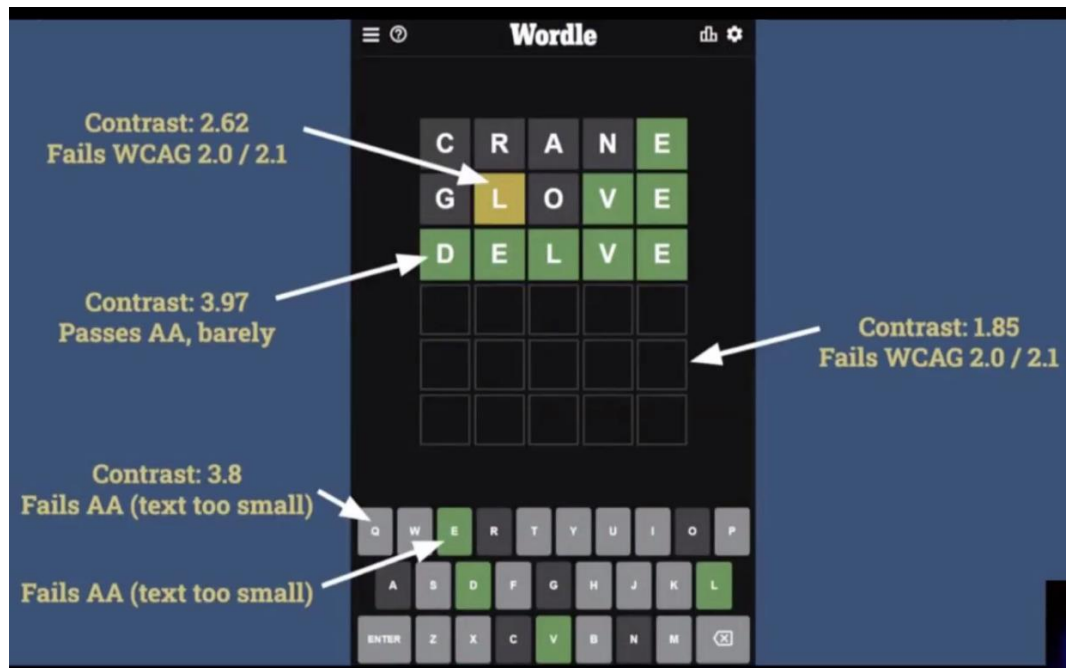 Wordle
Contrast: 2.62
Fails WCAG 2.0 / 2.1
C R A N E
G L O V E
D E L V E
Contrast: 3.97
Passes AA, barely
Contrast: 1.85
Fails WCAG 2.0 / 2.1
Contrast: 3.8
Fails AA (text too small)
Q W E R T Y U I O P
Fails AA (text too small)
A S D F G H J K L
ENTER Z X C V B N M